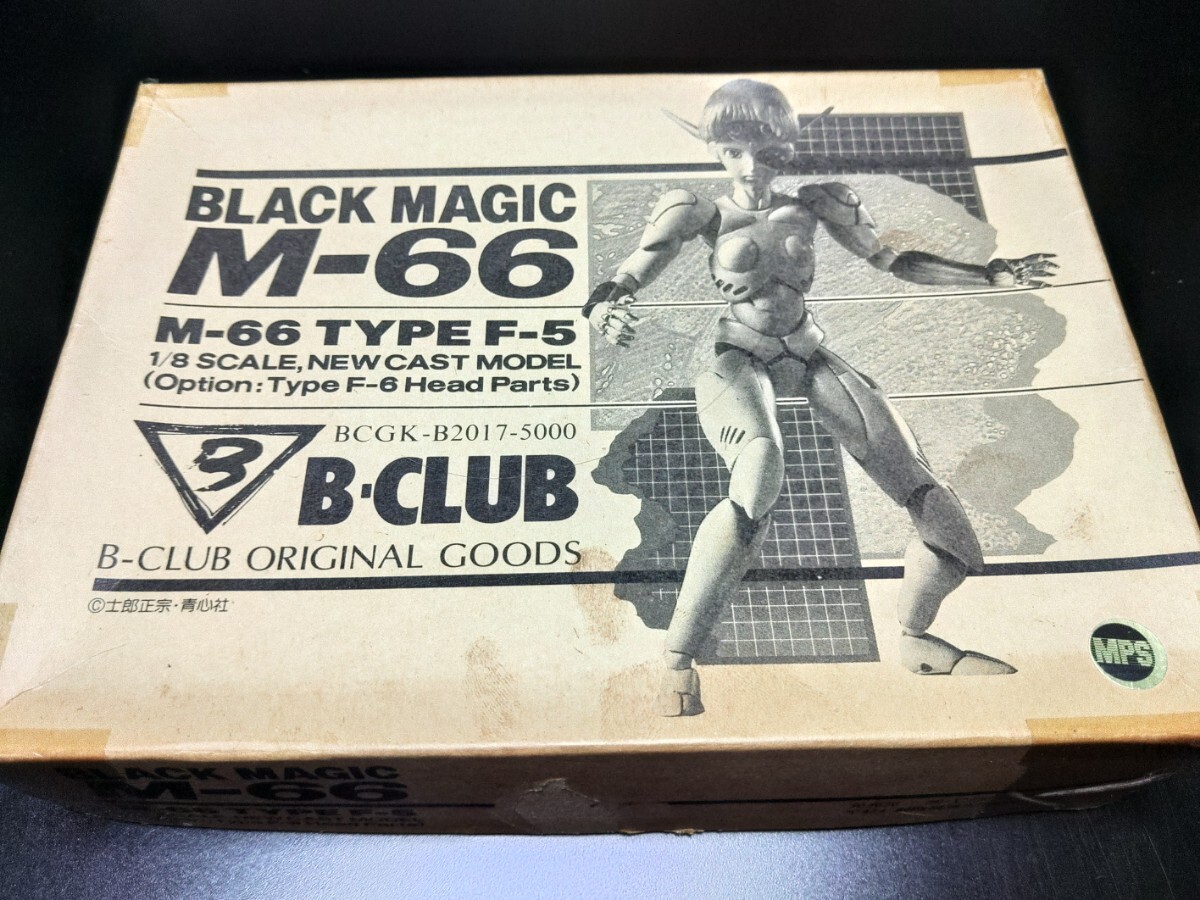 BLACK MAGIC
M-66
M-66 TYPE F-5
1/8 SCALE, NEW CAST MODEL
(Option: Type F-6 Head Parts)
BCGK-B2017-5000
B·CLUB
B-CLUB ORIGINAL GOODS
©士郎正宗・青心社
MPS
BLACK MAGIC
M-66